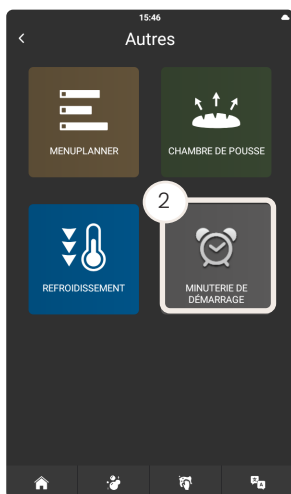 15:46
Autres
MENUPLANNER
CHAMBRE DE POUSSE
2
REFROIDISSEMENT
MINUTERIE DE
DÉMARRAGE